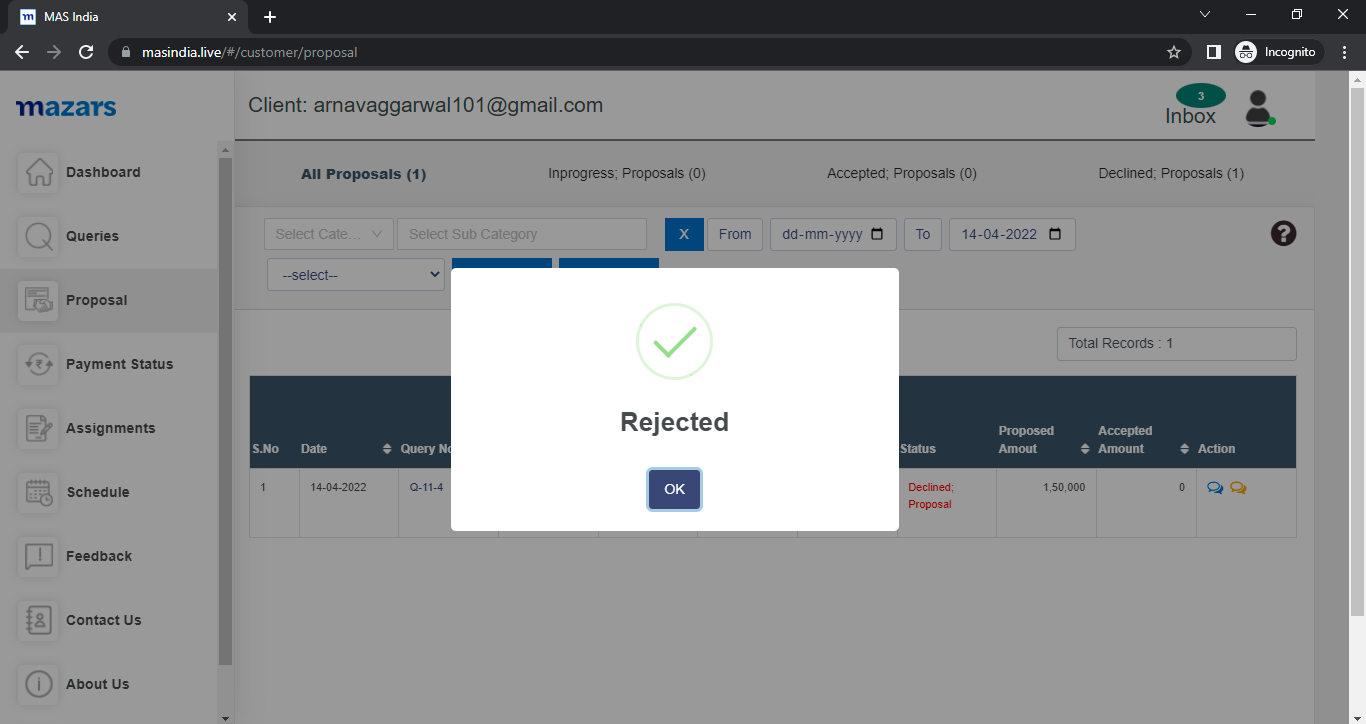 MAS India
masindia.live/#/customer/proposal
Incognito
mazars
Client: arnavaggarwal101@gmail.com
3
Inbox
Dashboard
Queries
Proposal
Payment Status
Assignments
Schedule
Feedback
Contact Us
About Us
All Proposals (1)
Inprogress; Proposals (0)
Accepted; Proposals (0)
Declined; Proposals (1)
Select Cate...
Select Sub Category
X
From
dd-mm-yyyy
To
14-04-2022
?
--select--
Total Records : 1
S.No
Date
Query No
Status
Proposed
Amout
Accepted
Amount
Action
1
14-04-2022
Q-11-4
Declined;
Proposal
1,50,000
0
Rejected
OK